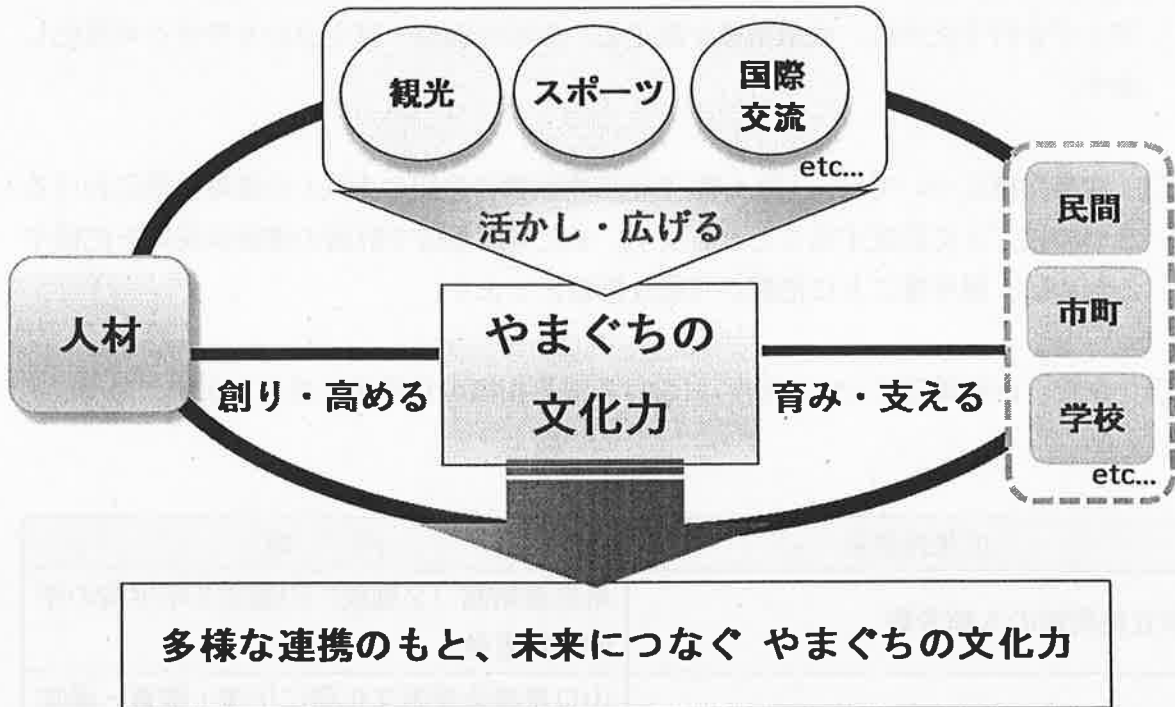 観光
スポーツ
国際
交流
etc...
活かし・広げる
人材
創り・高める
やまぐちの
文化力
育み・支える
民間
市町
学校
etc...
多様な連携のもと、未来につなぐ やまぐちの文化力